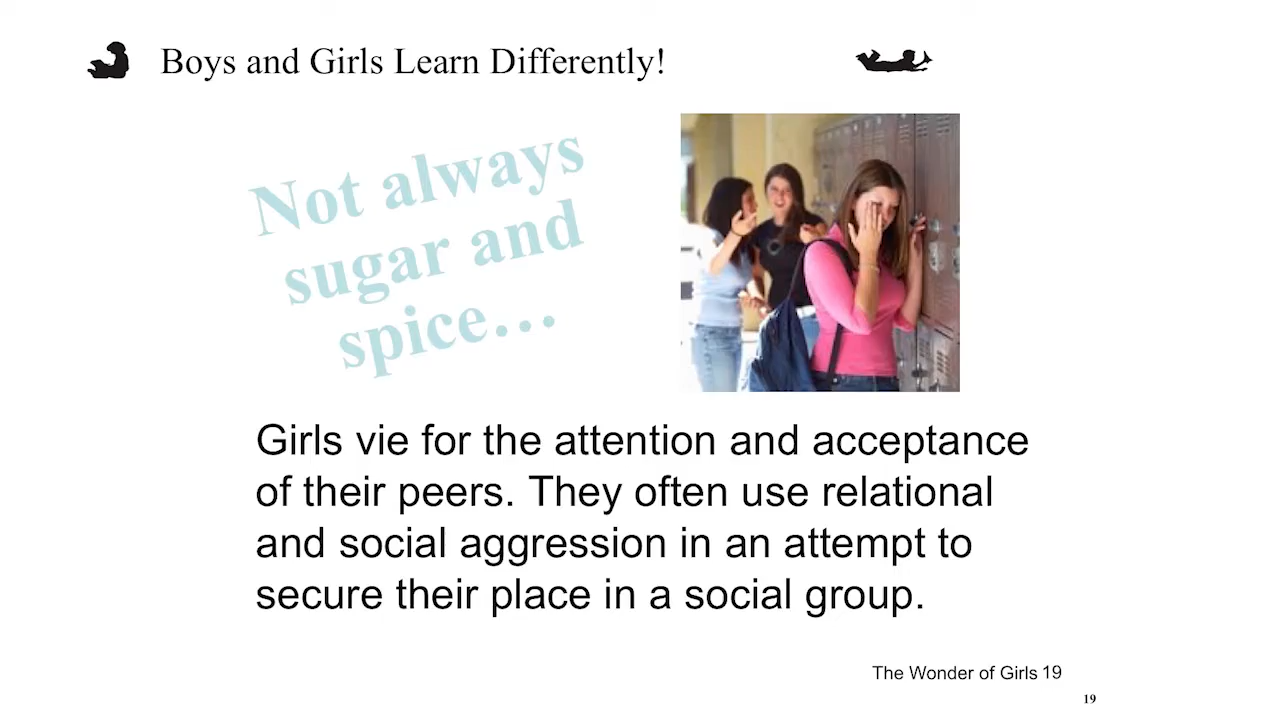 Boys and Girls Learn Differently!
Not always
sugar and
spice…
Girls vie for the attention and acceptance
of their peers. They often use relational
and social aggression in an attempt to
secure their place in a social group.
The Wonder of Girls 19
19